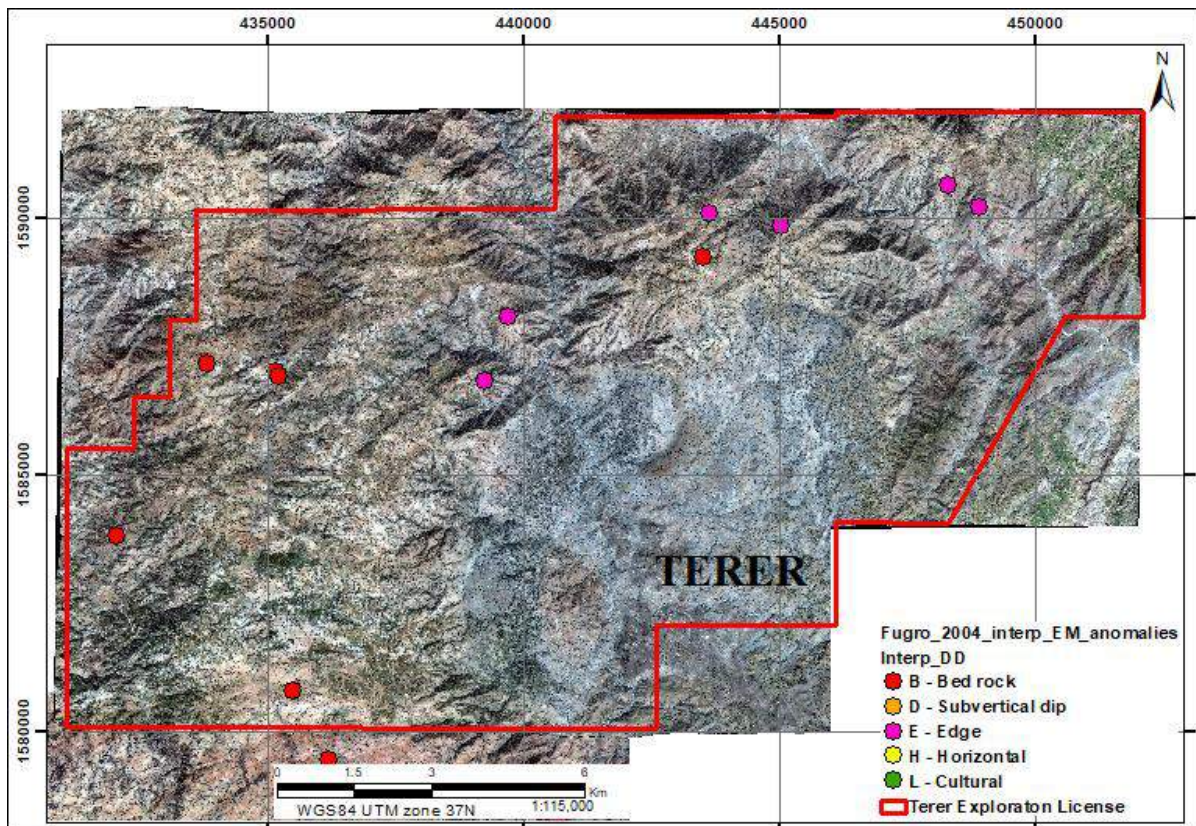 435000 440000 445000 450000
N
1590000
1585000
1580000
TERER
Fugro_2004_interp_EM_anomalies
Interp_DD
B - Bed rock
D - Subvertical dip
E - Edge
H - Horizontal
L - Cultural
Terer Exploraton License
0 1.5 3 6
Km
WGS84 UTM zone 37N 1:115,000